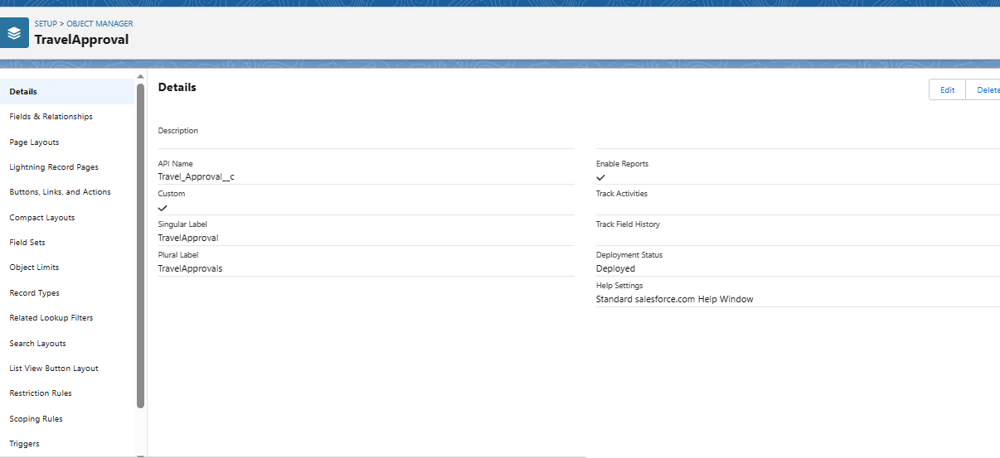 SETUP > OBJECT MANAGER
TravelApproval
Details
Fields & Relationships
Page Layouts
Lightning Record Pages
Buttons, Links, and Actions
Compact Layouts
Field Sets
Object Limits
Record Types
Related Lookup Filters
Search Layouts
List View Button Layout
Restriction Rules
Scoping Rules
Triggers
Details
Edit
Delete
Description
API Name
Travel_Approval__c
Custom
Singular Label
TravelApproval
Plural Label
TravelApprovals
Enable Reports
Track Activities
Track Field History
Deployment Status
Deployed
Help Settings
Standard salesforce.com Help Window